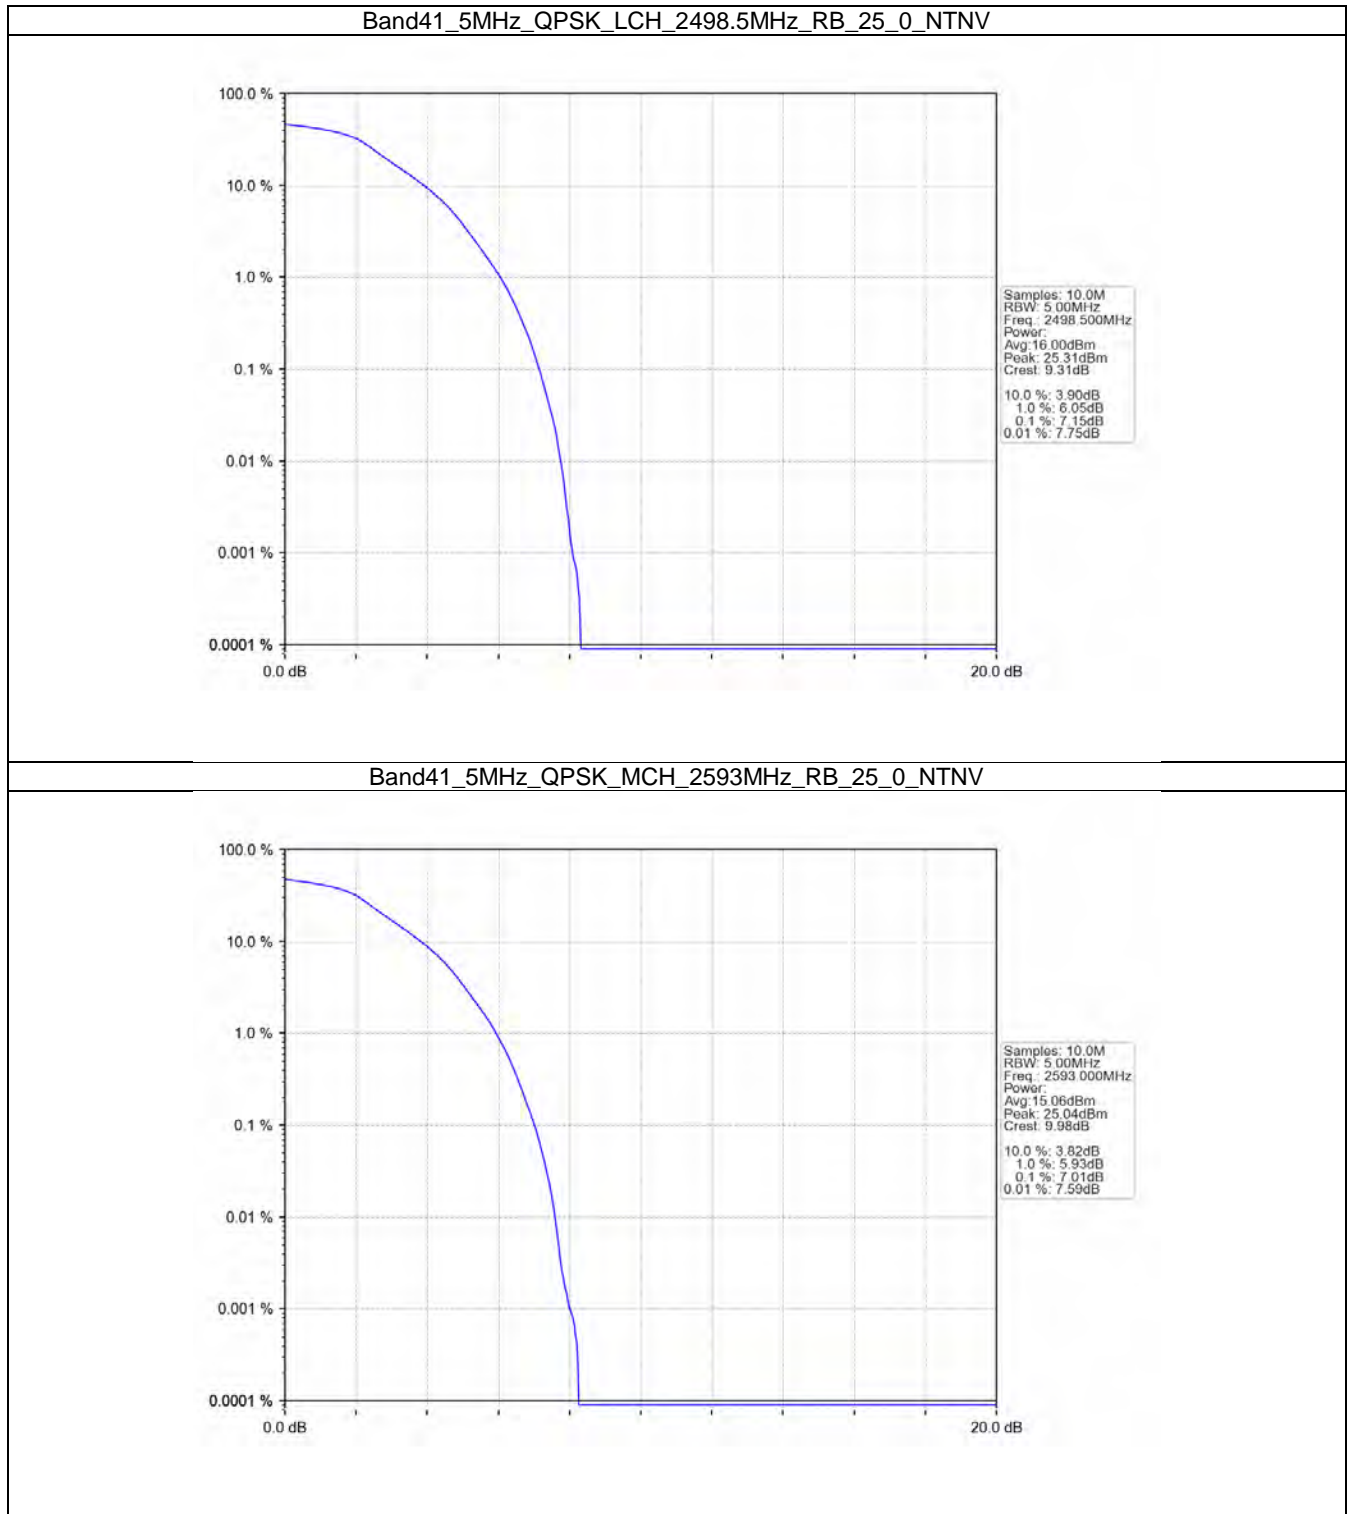 Band41_5MHz_QPSK_LCH_2498.5MHz_RB_25_0_NTNV
100.0 %
10.0 %
1.0 %
0.1 %
0.01 %
0.001 %
0.0001 %
0.0 dB
20.0 dB
Samples: 10.0M
RBW: 5.00MHz
Freq.: 2498.500MHz
Power:
Avg:16.00dBm
Peak: 25.31dBm
Crest: 9.31dB
10.0 %: 3.90dB
1.0 %: 6.05dB
0.1 %: 7.15dB
0.01 %: 7.75dB
Band41_5MHz_QPSK_MCH_2593MHz_RB_25_0_NTNV
100.0 %
10.0 %
1.0 %
0.1 %
0.01 %
0.001 %
0.0001 %
0.0 dB
20.0 dB
Samples: 10.0M
RBW: 5.00MHz
Freq.: 2593.000MHz
Power:
Avg:15.06dBm
Peak: 25.04dBm
Crest: 9.98dB
10.0 %: 3.82dB
1.0 %: 5.93dB
0.1 %: 7.01dB
0.01 %: 7.59dB